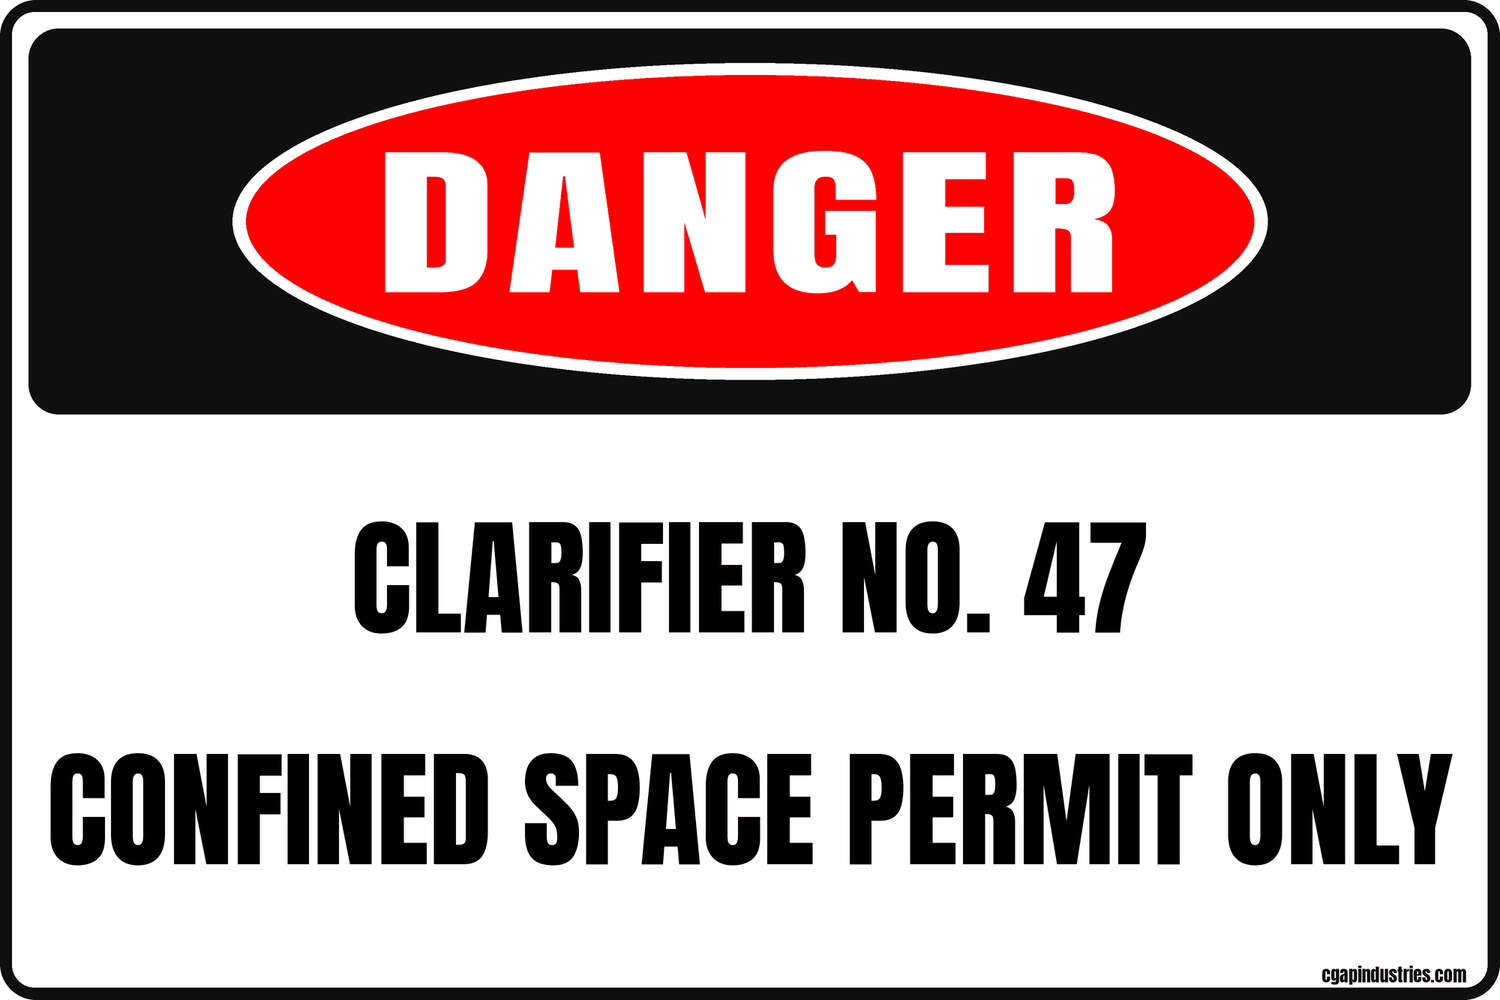 DANGER
CLARIFIER NO. 47
CONFINED SPACE PERMIT ONLY
cgapindustries.com